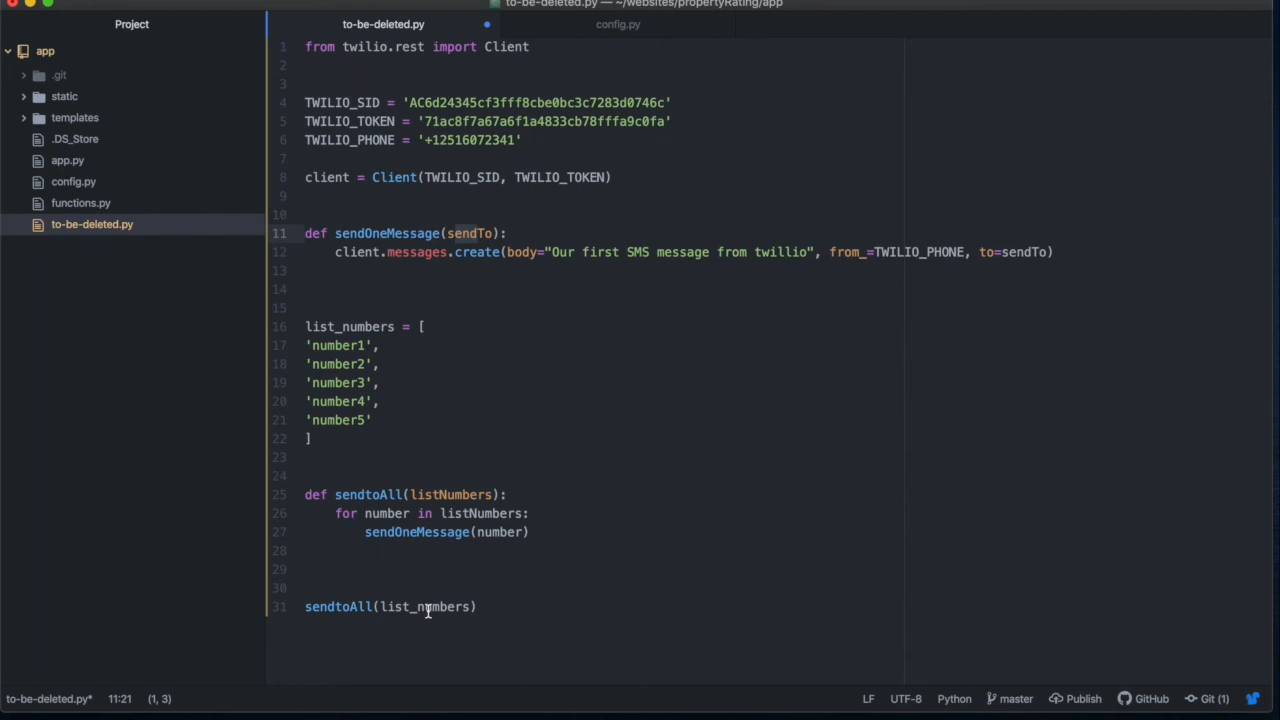 to-be-deleted.py — ~/websites/propertyRating/app
Project
to-be-deleted.py
config.py
app
.git
static
templates
.DS_Store
app.py
config.py
functions.py
to-be-deleted.py
1 from twilio.rest import Client
2
3
4 TWILIO_SID = 'AC6d24345cf3fff8cbe0bc3c7283d0746c'
5 TWILIO_TOKEN = '71ac8f7a67a6f1a4833cb78fffa9c0fa'
6 TWILIO_PHONE = '+12516072341'
7
8 client = Client(TWILIO_SID, TWILIO_TOKEN)
9
10
11 def sendOneMessage(sendTo):
12 client.messages.create(body="Our first SMS message from twillio", from_=TWILIO_PHONE, to=sendTo)
13
14
15
16 list_numbers = [
17 'number1',
18 'number2',
19 'number3',
20 'number4',
21 'number5'
22 ]
23
24
25 def sendtoAll(listNumbers):
26 for number in listNumbers:
27 sendOneMessage(number)
28
29
30
31 sendtoAll(list_numbers)
to-be-deleted.py* 11:21 (1, 3) LF UTF-8 Python master Publish GitHub Git (1)